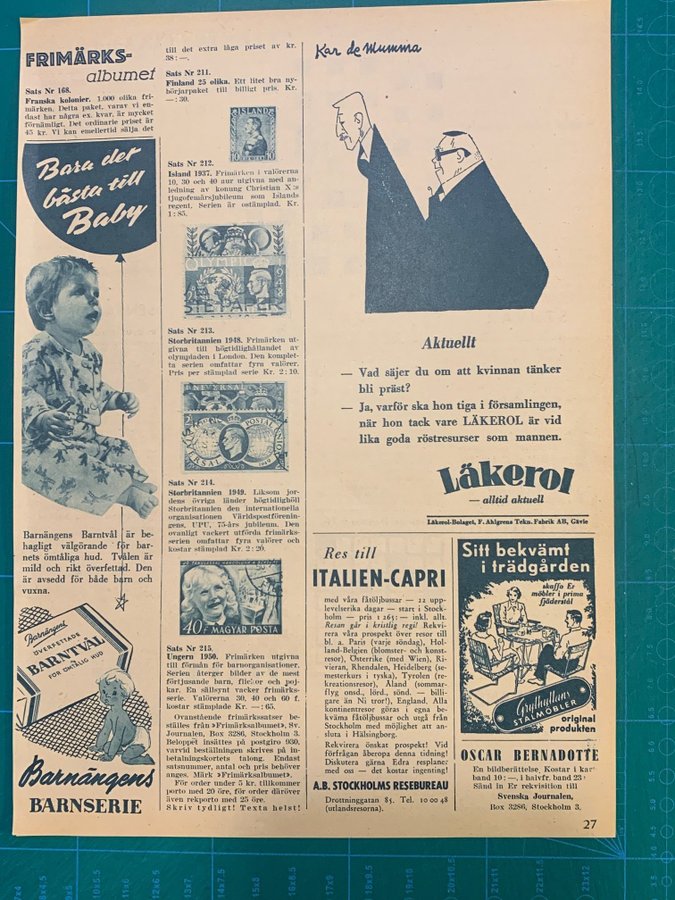 FRIMÄRKS-
albumet
Sats Nr 168.
Franska kolonier. 1.000 olika fri-
märken. Detta paket, varav vi en-
dast har några ex. kvar, är mycket
förnämligt. Det ordinarie priset är
45 kr. Vi kan emellertid sälja det
Bara det
bästa till
Baby
Barnängens Barntvål är be-
hagligt välgörande för bar-
nets ömtåliga hud. Tvålen är
mild och rikt överfettad. Den
är avsedd för både barn och
vuxna.
Barnängens
ÖVERFETTADE
BARNTVÅL
FÖR ÖMTÅLIG HUD
Barnängens
BARNSERIE
till det extra låga priset av kr.
38:—.
Sats Nr 211.
Finland 25 olika. Ett litet bra ny-
börjarpaket till billigt pris. Kr.
—: 30.
ISLAND
Sats Nr 212.
Island 1937. Frimärken i valörerna
10, 30 och 40 aur utgivna med an-
ledning av konung Christian X:s
tjugofemårsjubileum som Islands
regent. Serien är ostämplad. Kr.
1: 85.
OLYMPIC GAMES
1948
Sats Nr 213.
Storbritannien 1948. Frimärken ut-
givna till högtidlighållandet av
olympiaden i London. Den komplet-
ta serien omfattar fyra valörer.
Pris per stämplad serie Kr. 2: 10.
UNIVERSAL
POSTAL
UNION
Sats Nr 214.
Storbritannien 1949. Liksom jor-
dens övriga länder högtidlighöll
Storbritannien den internationella
organisationen Världspostförenin-
gens, UPU, 75-års jubileum. Den
ovanligt vackert utförda frimärks-
serien omfattar fyra valörer och
kostar stämplad Kr. 2: 20.
40f MAGYAR POSTA
Sats Nr 215.
Ungern 1950. Frimärken utgivna
till förmån för barnorganisationer.
Serien återger bilder av de mest
förtjusande barn, flickor och poj-
kar. En sällsynt vacker frimärks-
serie. Valörerna 30, 40 och 60 f.
kostar stämplade Kr. —: 65.
Ovanstående frimärkssatser be-
ställes från »Frimärksalbumet», Sv.
Journalen, Box 3286, Stockholm 3.
Beloppet insättes på postgiro 930,
varvid beställningen skrives på in-
betalningskortets talong. Endast
satsnummer, antal och pris behöver
anges. Märk »Frimärksalbumet».
För order under 5 kr. tillkommer
porto med 20 öre, för order däröver
även rekporto med 25 öre.
Skriv tydligt! Texta helst!
Kar de Mumma
Aktuellt
— Vad säjer du om att kvinnan tänker
bli präst?
— Ja, varför ska hon tiga i församlingen,
när hon tack vare LÄKEROL är vid
lika goda röstresurser som mannen.
Läkerol
— alltid aktuell
Läkerol-Bolaget, F. Ahlgrens Tekn. Fabrik AB, Gävle
Res till
ITALIEN-CAPRI
med våra fåtöljbussar — 22 upp-
levelserika dagar — start i Stock-
holm — pris 1 265: — inkl. allt.
Resan går i kristlig regi! Rekvi-
rera våra prospekt över resor till
bl. a. Paris (varje söndag), Hol-
land-Belgien (blomster- och konst-
resor), Österrike (med Wien), Ri-
vieran, Rhendalen, Heidelberg (se-
mesterkurs i tyska), Tyrolen (re-
kreationsresor), Åland (sommar-
flyg onsd., lörd., sönd. — billi-
gare än Ni tror!), England. Alla
kontinentresor göras i egna be-
kväma fåtöljbussar och utgå från
Stockholm med möjlighet att an-
sluta i Hälsingborg.
Rekvirera önskat prospekt! Vid
förfrågan åberopa denna tidning!
Diskutera gärna Edra resplaner
med oss — det kostar ingenting!
A.B. STOCKHOLMS RESEBUREAU
Drottninggatan 85. Tel. 10 00 48
(utlandsresorna).
Sitt bekvämt
i trädgården
skaffa Er
möbler i prima
fjäderstål
Grythyttans
STÅLMÖBLER
original
produkten
OSCAR BERNADOTTE
En bildberättelse. Kostar i kart.
band 10: —, i halvfr. band 23:
Sänd in Er rekvisition till
Svenska Journalen,
Box 3286, Stockholm 3.
27